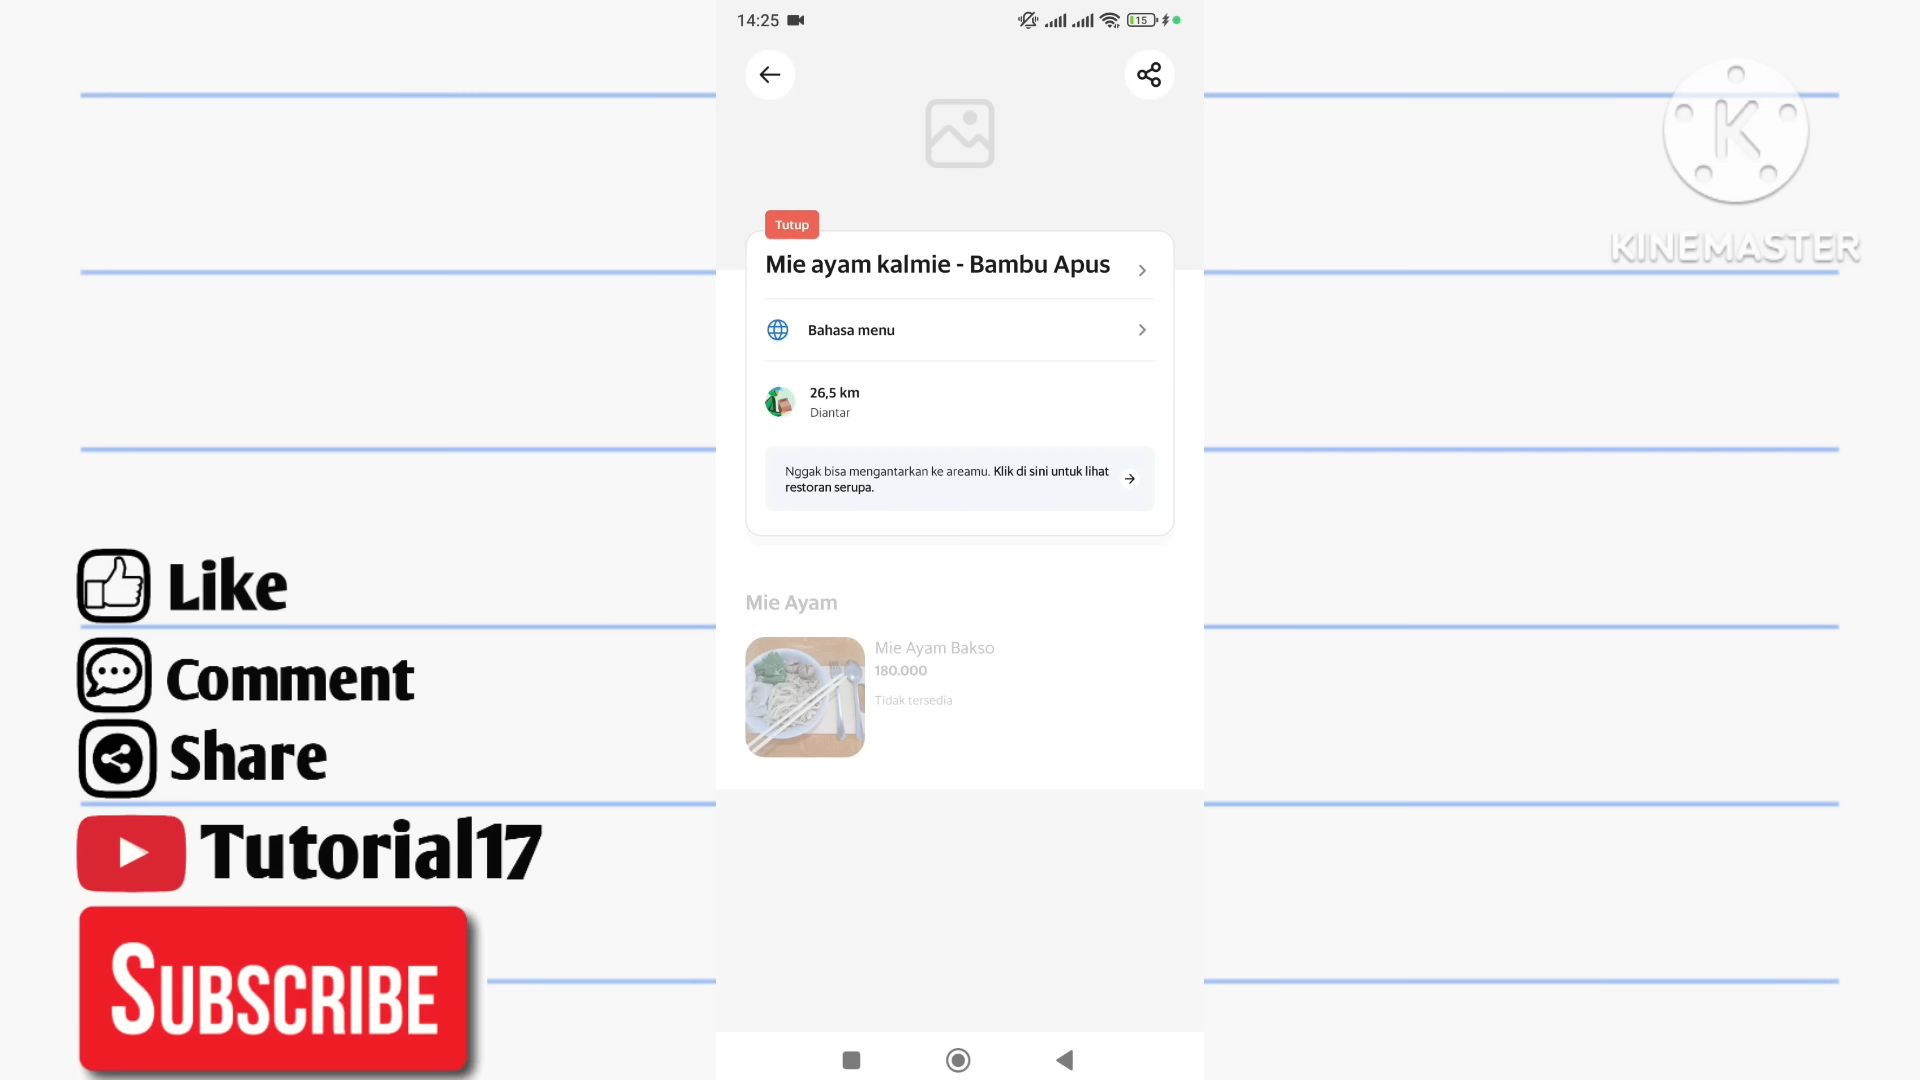 14:25
15
Tutup
Mie ayam kalmie - Bambu Apus
Bahasa menu
26,5 km
Diantar
Nggak bisa mengantarkan ke areamu. Klik di sini untuk lihat
restoran serupa.
Mie Ayam
Mie Ayam Bakso
180.000
Tidak tersedia
K
KINEMASTER
Like
Comment
Share
Tutorial17
SUBSCRIBE